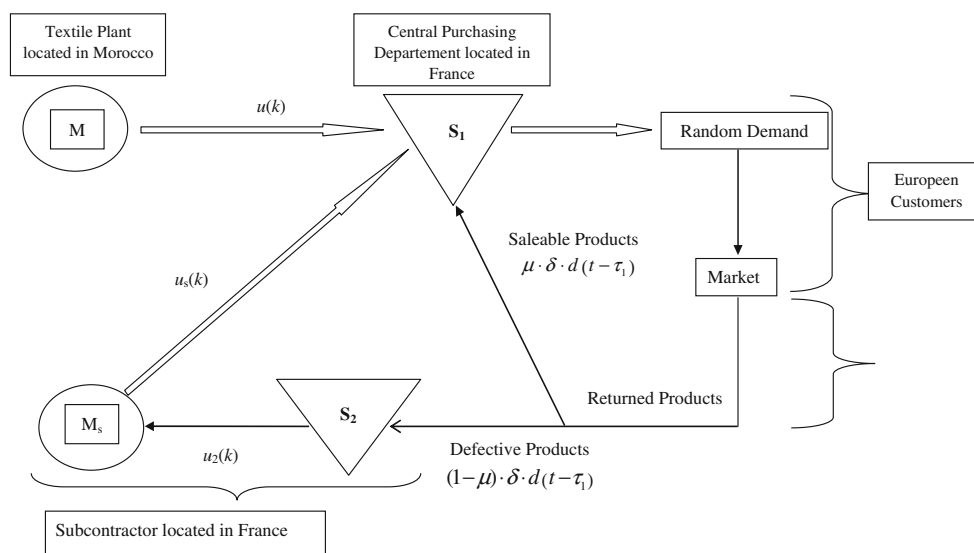 Textile Plant
located in Morocco
Central Purchasing
Departement located in
France
M
u(k)
S₁
Random Demand
Europeen
Customers
Saleable Products
μ · δ · d (t − τ₁)
Market
uₛ(k)
Returned Products
Mₛ
u₂(k)
S₂
Defective Products
(1−μ) · δ · d (t − τ₁)
Subcontractor located in France